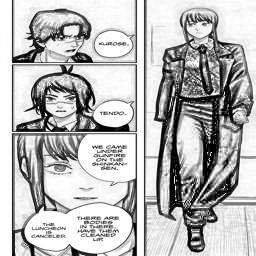 KUROSE.
TENDO.
WE CAME
UNDER
GUNFIRE
ON THE
SHINKAN-
SEN.
THERE ARE
BODIES
IN THERE.
HAVE THEM
CLEANED
UP.
THE
LUNCHEON
IS
CANCELED.